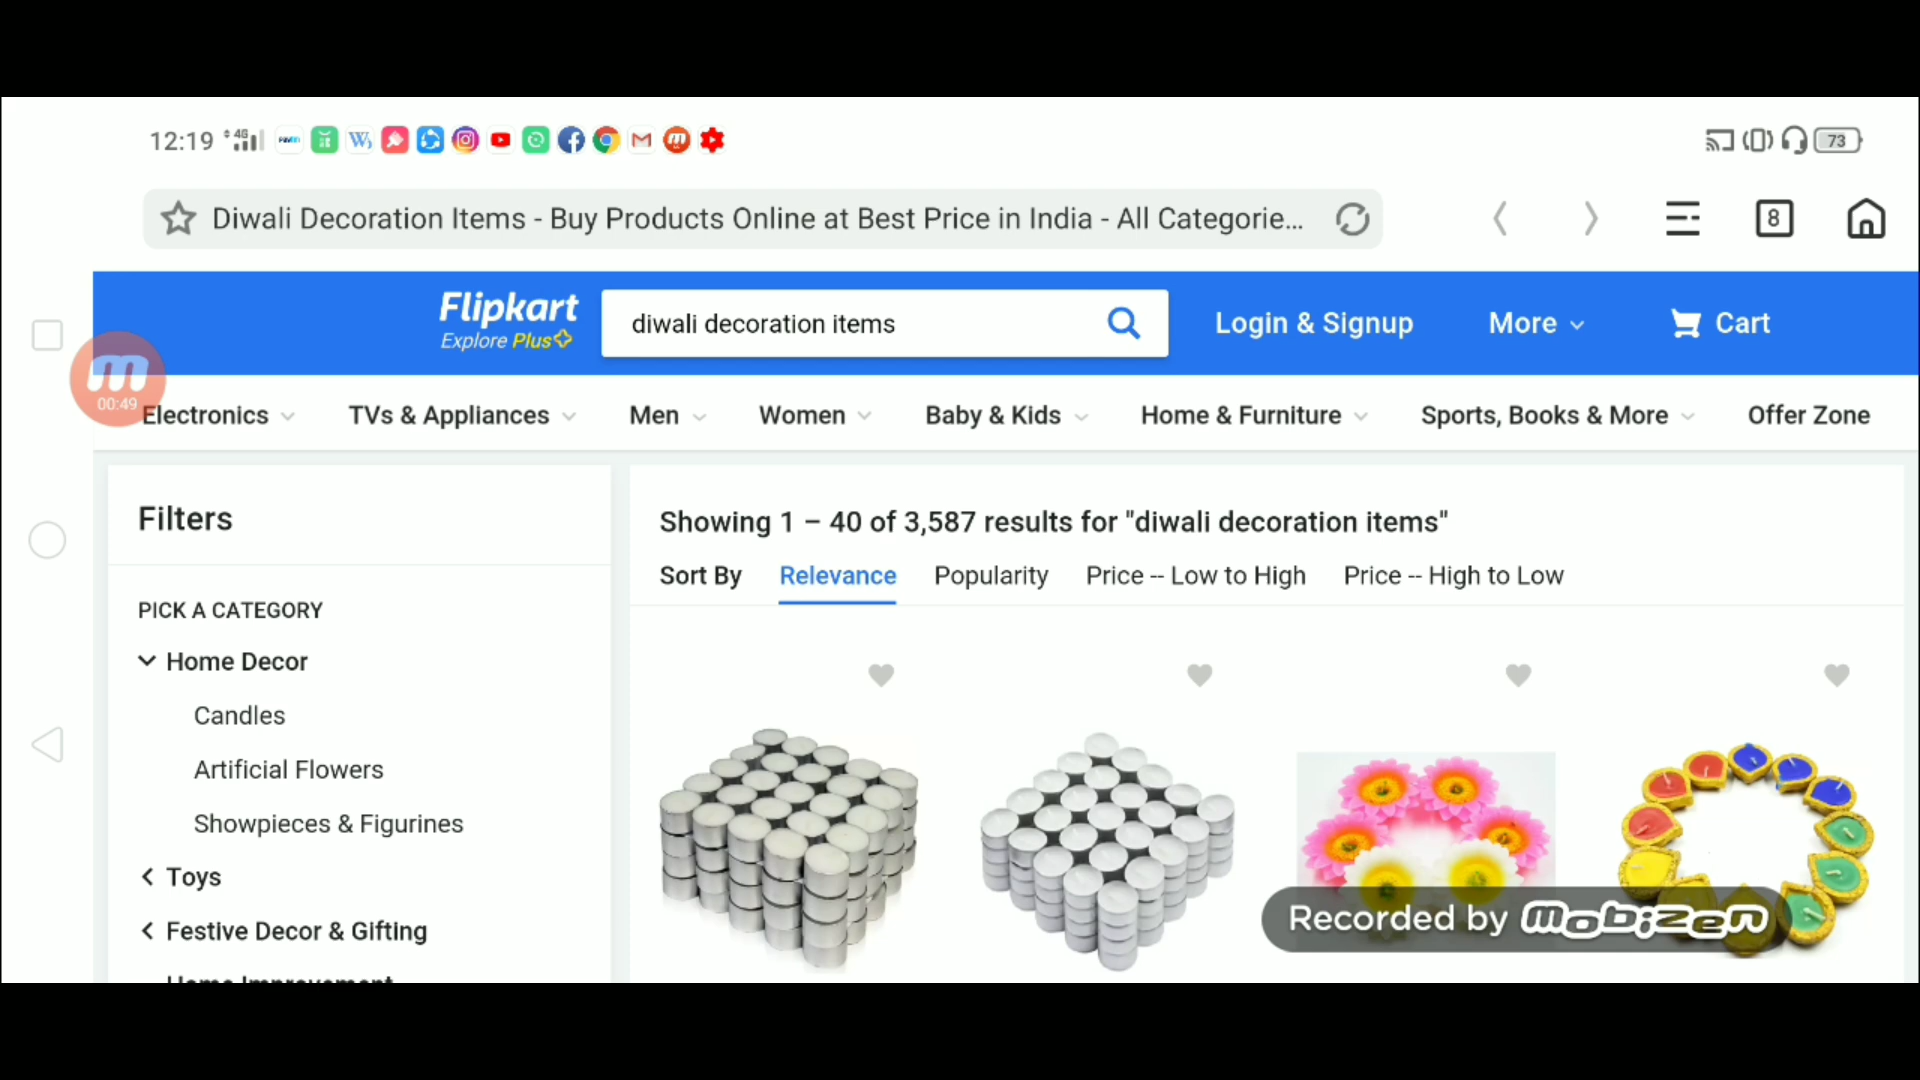 12:19 4G 73
Diwali Decoration Items - Buy Products Online at Best Price in India - All Categorie... 8
Flipkart
Explore Plus
diwali decoration items
Login & Signup More Cart
00:49
Electronics TVs & Appliances Men Women Baby & Kids Home & Furniture Sports, Books & More Offer Zone
Filters
PICK A CATEGORY
Home Decor
Candles
Artificial Flowers
Showpieces & Figurines
Toys
Festive Decor & Gifting
Home Improvement
Showing 1 – 40 of 3,587 results for "diwali decoration items"
Sort By Relevance Popularity Price -- Low to High Price -- High to Low
Recorded by mobizen